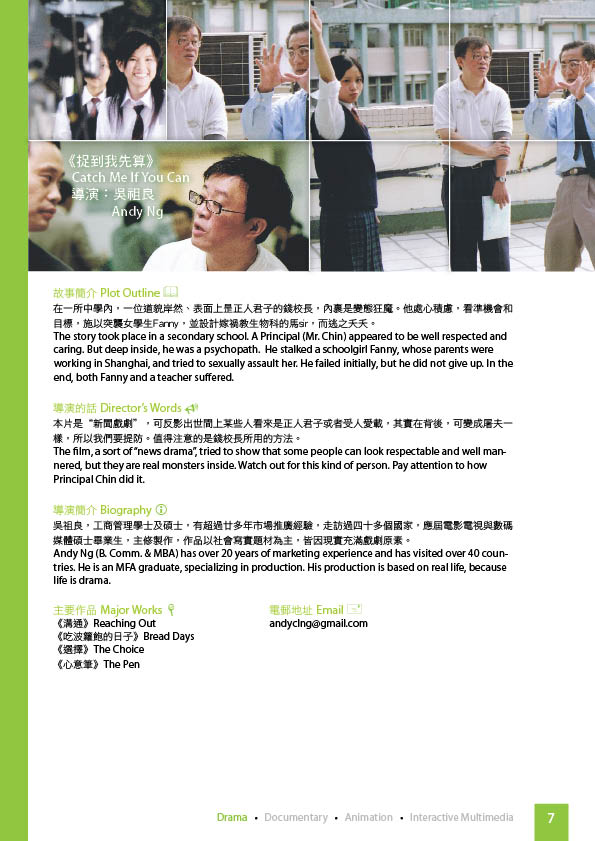 《捉到我先算》
Catch Me If You Can
導演：吳祖良
Andy Ng
故事簡介 Plot Outline
在一所中學內，一位道貌岸然、表面上是正人君子的錢校長，內裏是變態狂魔。他處心積慮，看準機會和
目標，施以突襲女學生Fanny，並設計嫁禍教生物科的馬sir，而逃之夭夭。
The story took place in a secondary school. A Principal (Mr. Chin) appeared to be well respected and
caring. But deep inside, he was a psychopath. He stalked a schoolgirl Fanny, whose parents were
working in Shanghai, and tried to sexually assault her. He failed initially, but he did not give up. In the
end, both Fanny and a teacher suffered.
導演的話 Director's Words
本片是“新聞戲劇”，可反影出世間上某些人看來是正人君子或者受人愛載，其實在背後，可變成屠夫一
樣，所以我們要提防。值得注意的是錢校長所用的方法。
The film, a sort of "news drama", tried to show that some people can look respectable and well man-
nered, but they are real monsters inside. Watch out for this kind of person. Pay attention to how
Principal Chin did it.
導演簡介 Biography
吳祖良，工商管理學士及碩士，有超過廿多年市場推廣經驗，走訪過四十多個國家，應屆電影電視與數碼
媒體碩士畢業生，主修製作，作品以社會寫實題材為主，皆因現實充滿戲劇原素。
Andy Ng (B. Comm. & MBA) has over 20 years of marketing experience and has visited over 40 coun-
tries. He is an MFA graduate, specializing in production. His production is based on real life, because
life is drama.
主要作品 Major Works
《溝通》Reaching Out
《吃波籮飽的日子》Bread Days
《選擇》The Choice
《心意筆》The Pen
電郵地址 Email
andyclng@gmail.com
Drama • Documentary • Animation • Interactive Multimedia
7